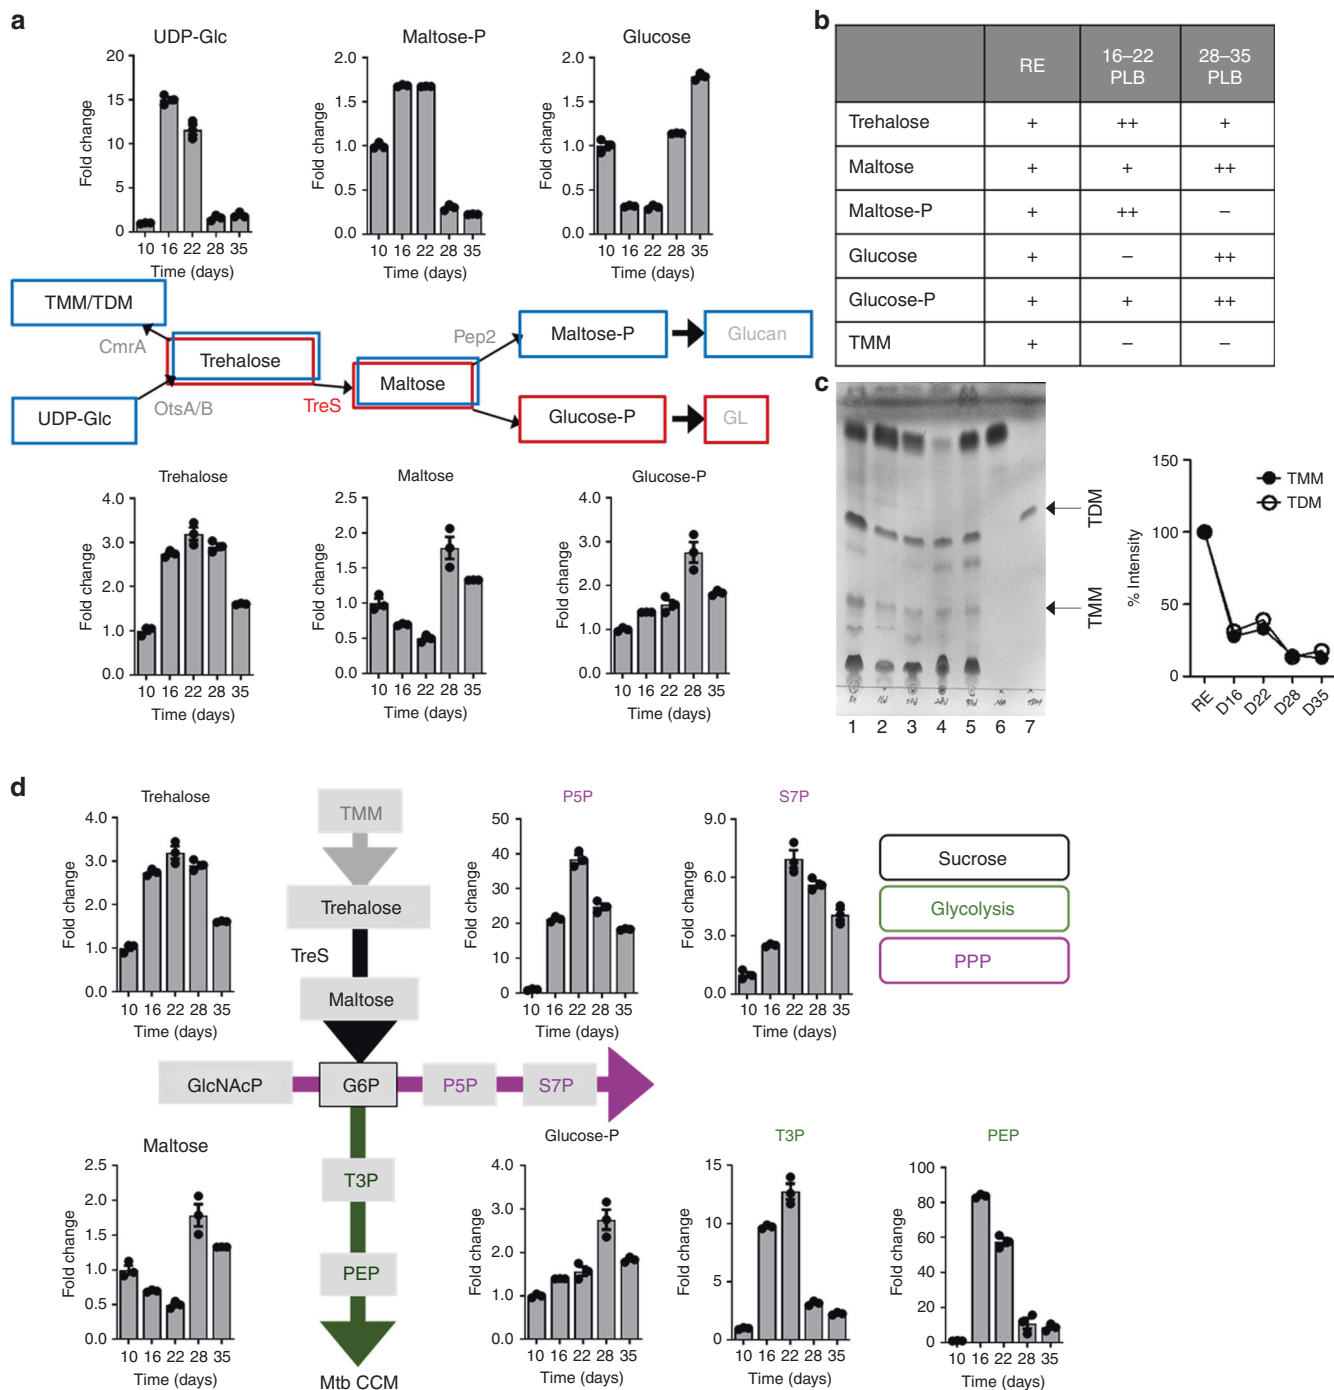 a
UDP-Glc
Fold change
20
15
10
5
0
10 16 22 28 35
Time (days)
Maltose-P
Fold change
2.0
1.5
1.0
0.5
0.0
10 16 22 28 35
Time (days)
Glucose
Fold change
2.0
1.5
1.0
0.5
0.0
10 16 22 28 35
Time (days)
TMM/TDM
CmrA
Trehalose
UDP-Glc
OtsA/B
TreS
Maltose
Pep2
Maltose-P
Glucan
Glucose-P
GL
Trehalose
Fold change
4.0
3.0
2.0
1.0
0.0
10 16 22 28 35
Time (days)
Maltose
Fold change
2.5
2.0
1.5
1.0
0.5
0.0
10 16 22 28 35
Time (days)
Glucose-P
Fold change
4.0
3.0
2.0
1.0
0.0
10 16 22 28 35
Time (days)
b
RE
16–22 PLB
28–35 PLB
Trehalose + ++ +
Maltose + + ++
Maltose-P + ++ –
Glucose + – ++
Glucose-P + + ++
TMM + – –
c
TDM
TMM
1 2 3 4 5 6 7
% Intensity
150
100
50
0
TMM
TDM
RE D16 D22 D28 D35
d
Trehalose
Fold change
4.0
3.0
2.0
1.0
0.0
10 16 22 28 35
Time (days)
TMM
Trehalose
TreS
Maltose
GlcNAcP
G6P
P5P
S7P
T3P
PEP
Mtb CCM
P5P
Fold change
50
40
30
20
10
0
10 16 22 28 35
Time (days)
S7P
Fold change
9.0
6.0
3.0
0.0
10 16 22 28 35
Time (days)
Sucrose
Glycolysis
PPP
Maltose
Fold change
2.5
2.0
1.5
1.0
0.5
0.0
10 16 22 28 35
Time (days)
Glucose-P
Fold change
4.0
3.0
2.0
1.0
0.0
10 16 22 28 35
Time (days)
T3P
Fold change
15
10
5
0
10 16 22 28 35
Time (days)
PEP
Fold change
100
80
60
40
20
0
10 16 22 28 35
Time (days)